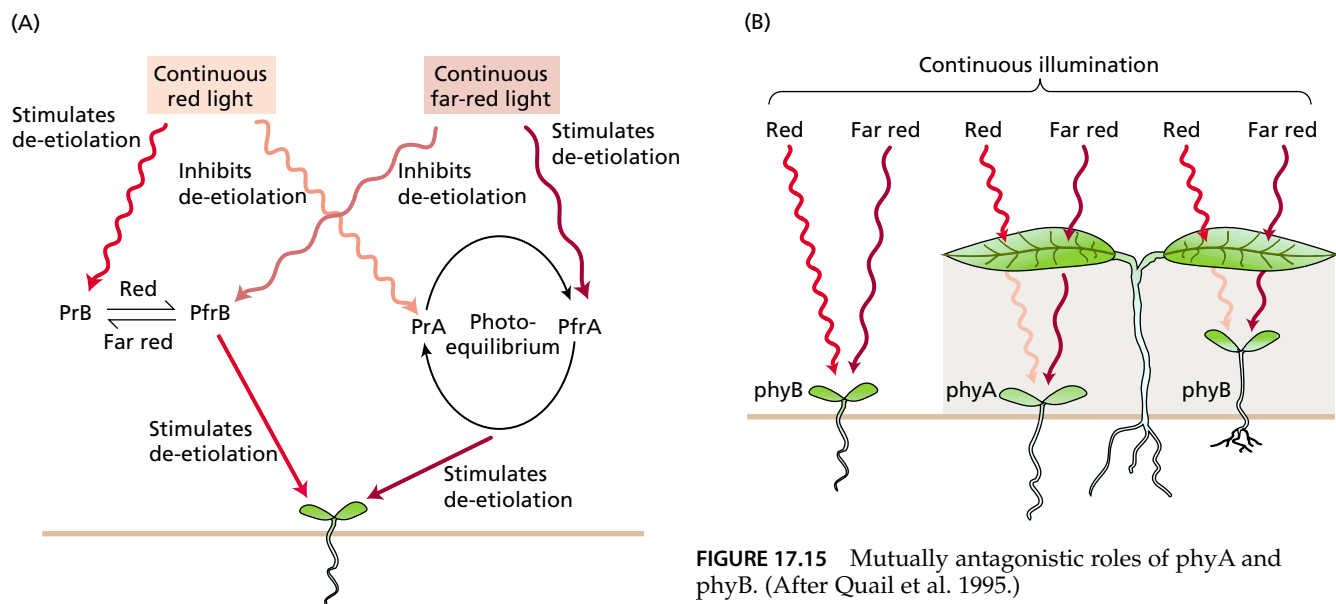 (A)
Continuous
red light
Continuous
far-red light
Stimulates
de-etiolation
Inhibits
de-etiolation
Inhibits
de-etiolation
Stimulates
de-etiolation
PrB
Red
Far red
PfrB
PrA
Photo-
equilibrium
PfrA
Stimulates
de-etiolation
Stimulates
de-etiolation
(B)
Continuous illumination
Red
Far red
Red
Far red
Red
Far red
phyB
phyA
phyB
FIGURE 17.15 Mutually antagonistic roles of phyA and
phyB. (After Quail et al. 1995.)